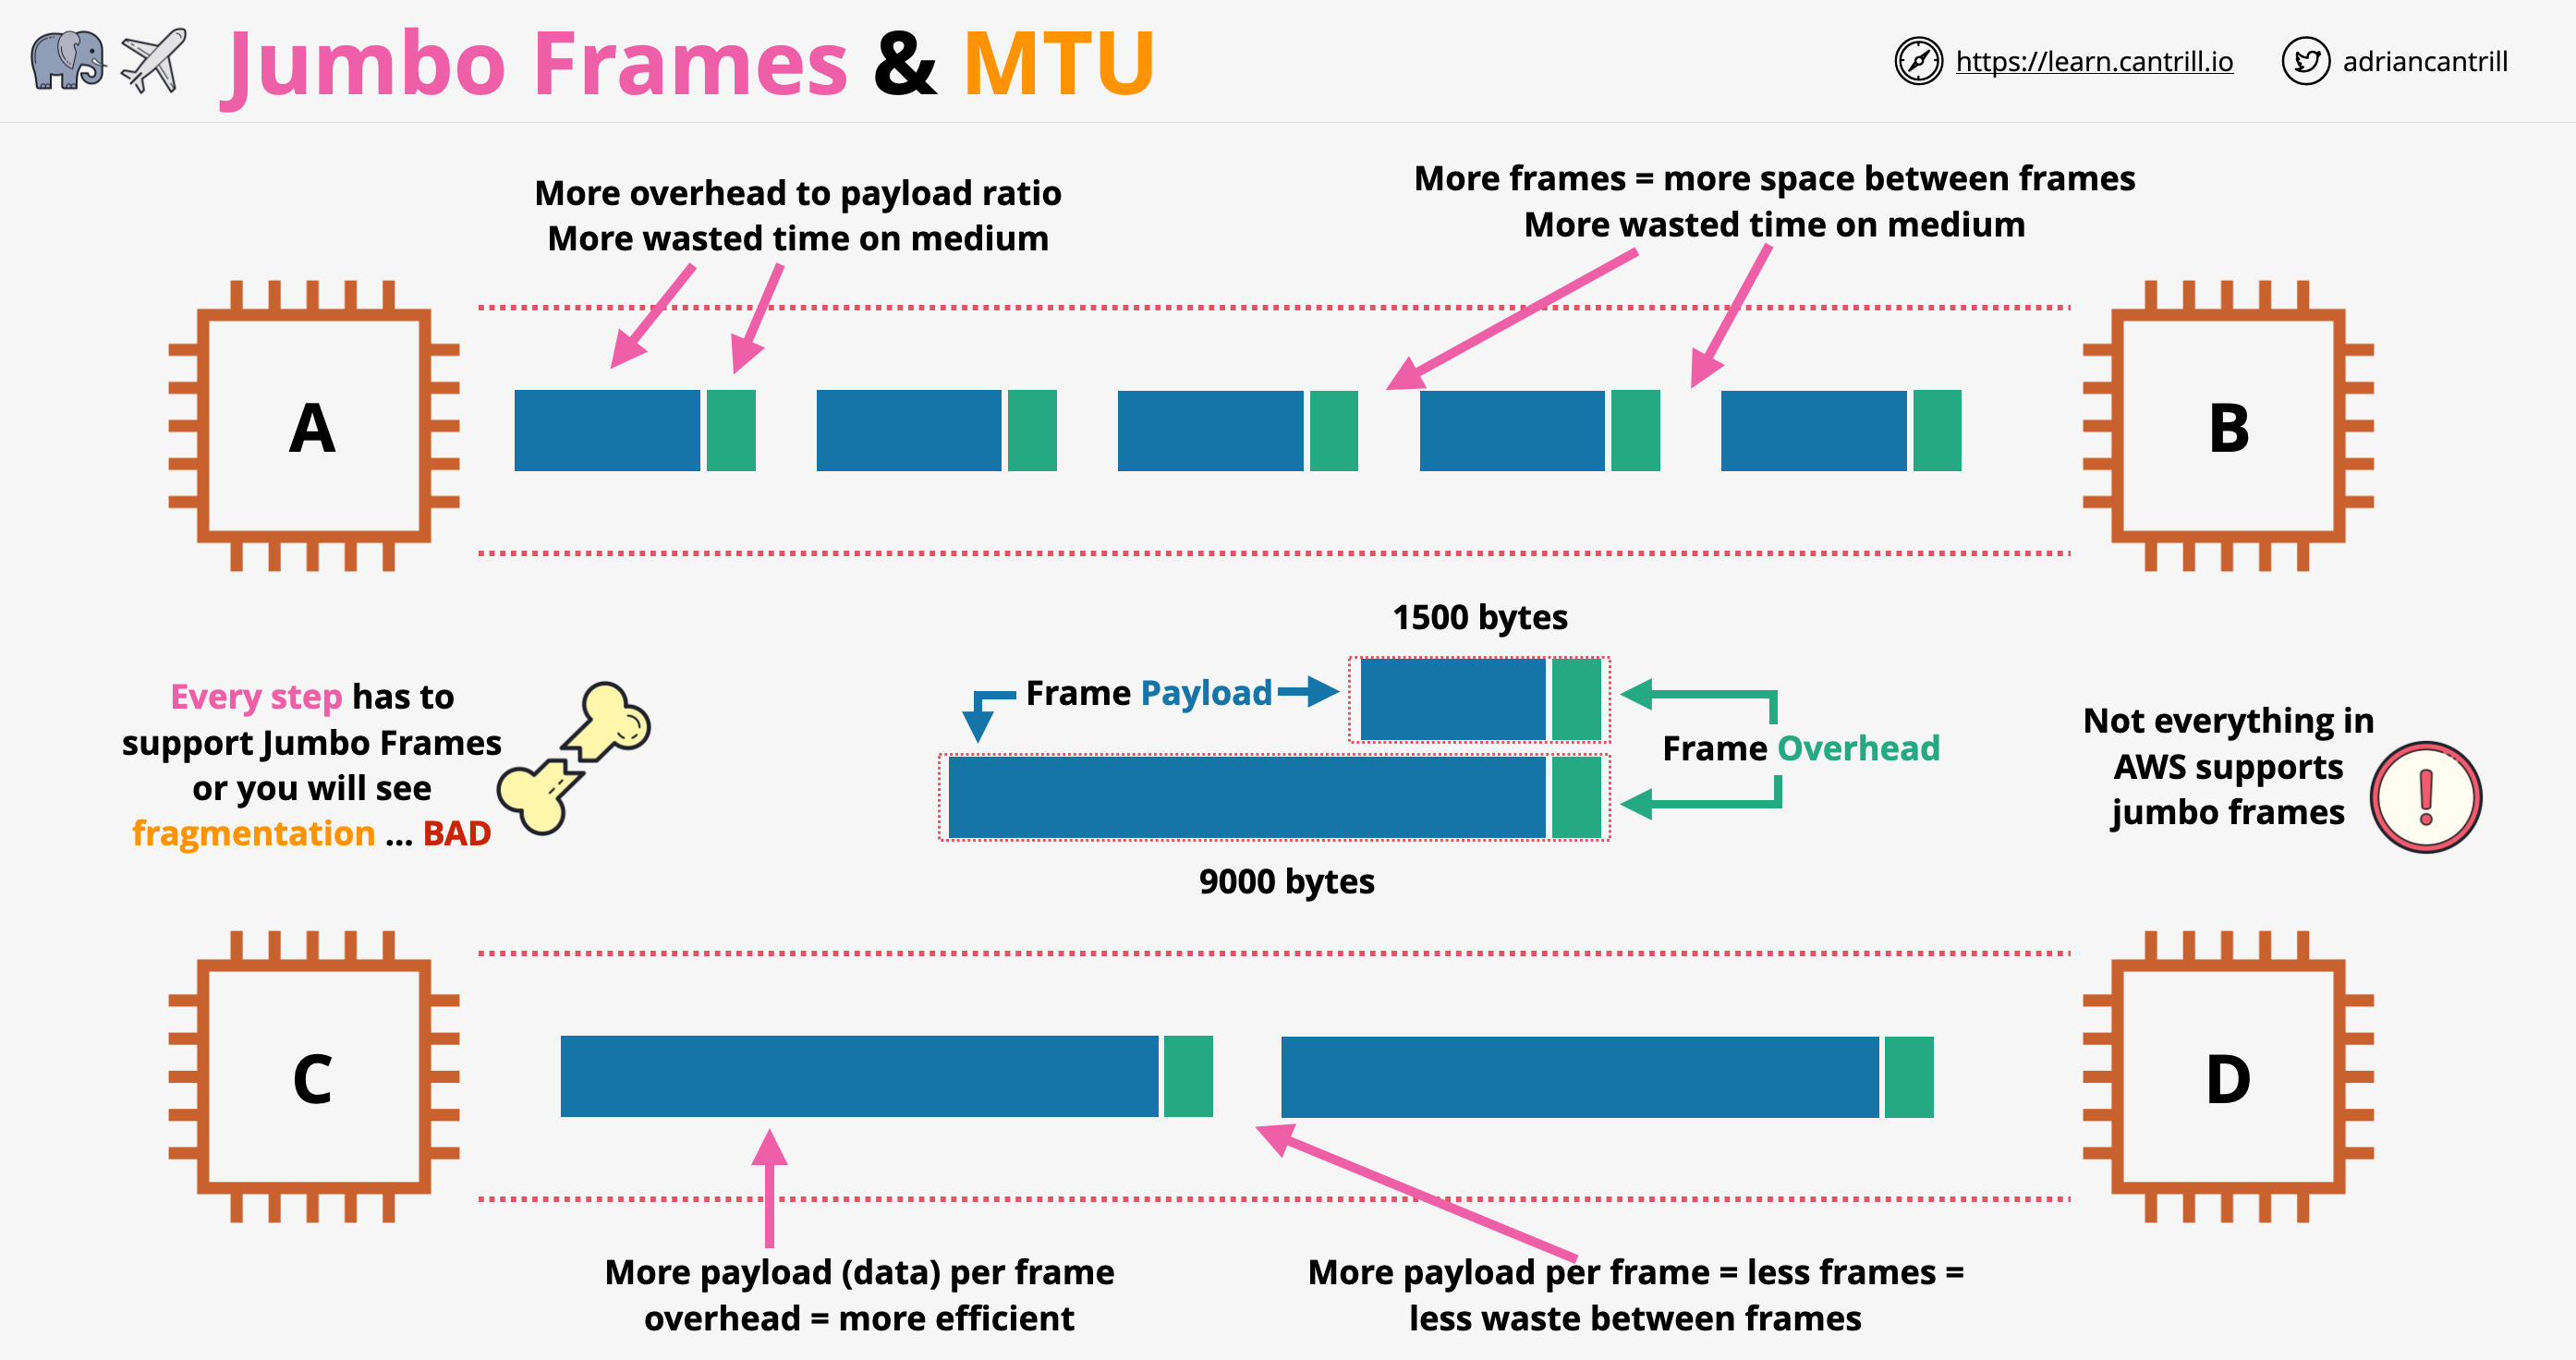 Jumbo Frames & MTU
https://learn.cantrill.io
adriancantrill
More overhead to payload ratio
More wasted time on medium
More frames = more space between frames
More wasted time on medium
A
B
1500 bytes
Every step has to
support Jumbo Frames
or you will see
fragmentation ... BAD
Frame Payload
Frame Overhead
9000 bytes
Not everything in
AWS supports
jumbo frames
C
D
More payload (data) per frame
overhead = more efficient
More payload per frame = less frames =
less waste between frames